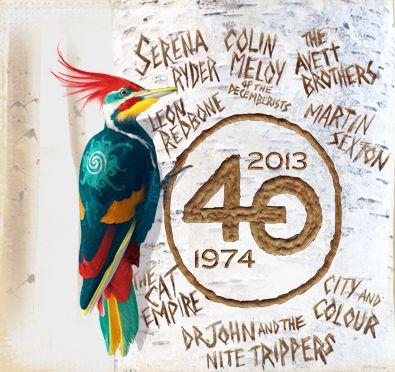 SERENA
RYDER
COLIN
MELOY
OF THE
DECEMBERISTS
THE
AVETT
BROTHERS
LEON
REDBONE
MARTIN
SEXTON
2013
40
1974
THE
CAT
EMPIRE
CITY AND
COLOUR
DR JOHN AND THE
NITE TRIPPERS